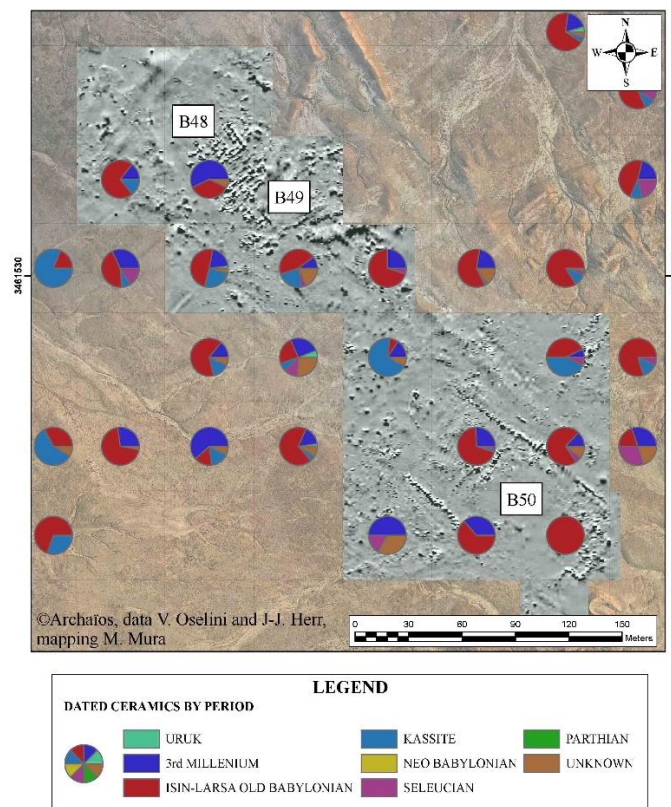 N
W E
S
B48
B49
3461530
B50
©Archaïos, data V. Oselini and J-J. Herr,
mapping M. Mura
0 30 60 90 120 150
Meters
LEGEND
DATED CERAMICS BY PERIOD
URUK
3rd MILLENIUM
ISIN-LARSA OLD BABYLONIAN
KASSITE
NEO BABYLONIAN
SELEUCIAN
PARTHIAN
UNKNOWN